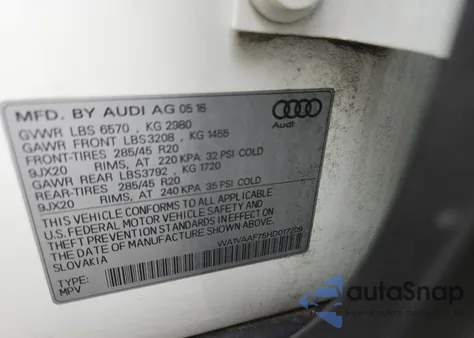 MFD. BY AUDI AG 05 16
GVWR LBS 6570 , KG 2980
GAWR FRONT LBS3208 , KG 1455
FRONT-TIRES 285/45 R20
9JX20 RIMS, AT 220 KPA 32 PSI COLD
GAWR REAR LBS3792 , KG 1720
REAR-TIRES 285/45 R20
9JX20 RIMS, AT 240 KPA 35 PSI COLD
THIS VEHICLE CONFORMS TO ALL APPLICABLE
U.S. FEDERAL MOTOR VEHICLE SAFETY AND
THEFT PREVENTION STANDARDS IN EFFECT ON
THE DATE OF MANUFACTURE SHOWN ABOVE.
SLOVAKIA WA1VAAF75HD017209
TYPE:
MPV
Audi
autoSnap